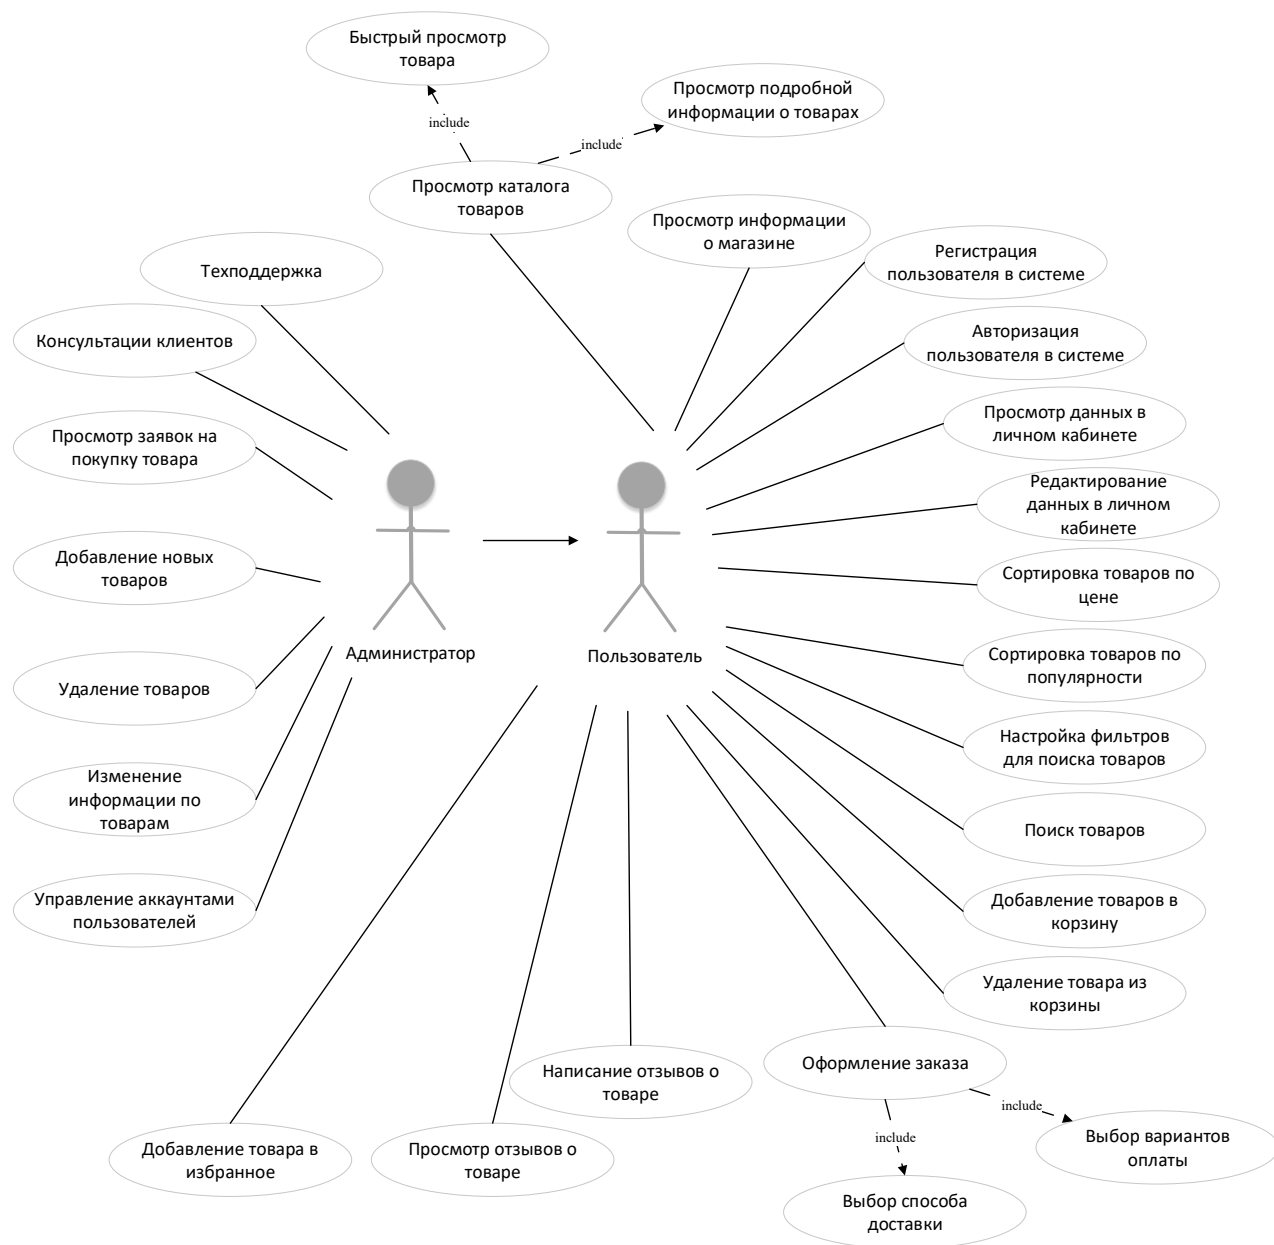 Быстрый просмотр
товара
Просмотр подробной
информации о товарах
include
include
Просмотр каталога
товаров
Просмотр информации
о магазине
Регистрация
пользователя в системе
Техподдержка
Консультации клиентов
Авторизация
пользователя в системе
Просмотр данных в
личном кабинете
Просмотр заявок на
покупку товара
Редактирование
данных в личном
кабинете
Добавление новых
товаров
Сортировка товаров по
цене
Администратор
Пользователь
Сортировка товаров по
популярности
Удаление товаров
Настройка фильтров
для поиска товаров
Изменение
информации по
товарам
Поиск товаров
Управление аккаунтами
пользователей
Добавление товаров в
корзину
Удаление товара из
корзины
Оформление заказа
Написание отзывов о
товаре
include
include
Добавление товара в
избранное
Просмотр отзывов о
товаре
Выбор вариантов
оплаты
Выбор способа
доставки